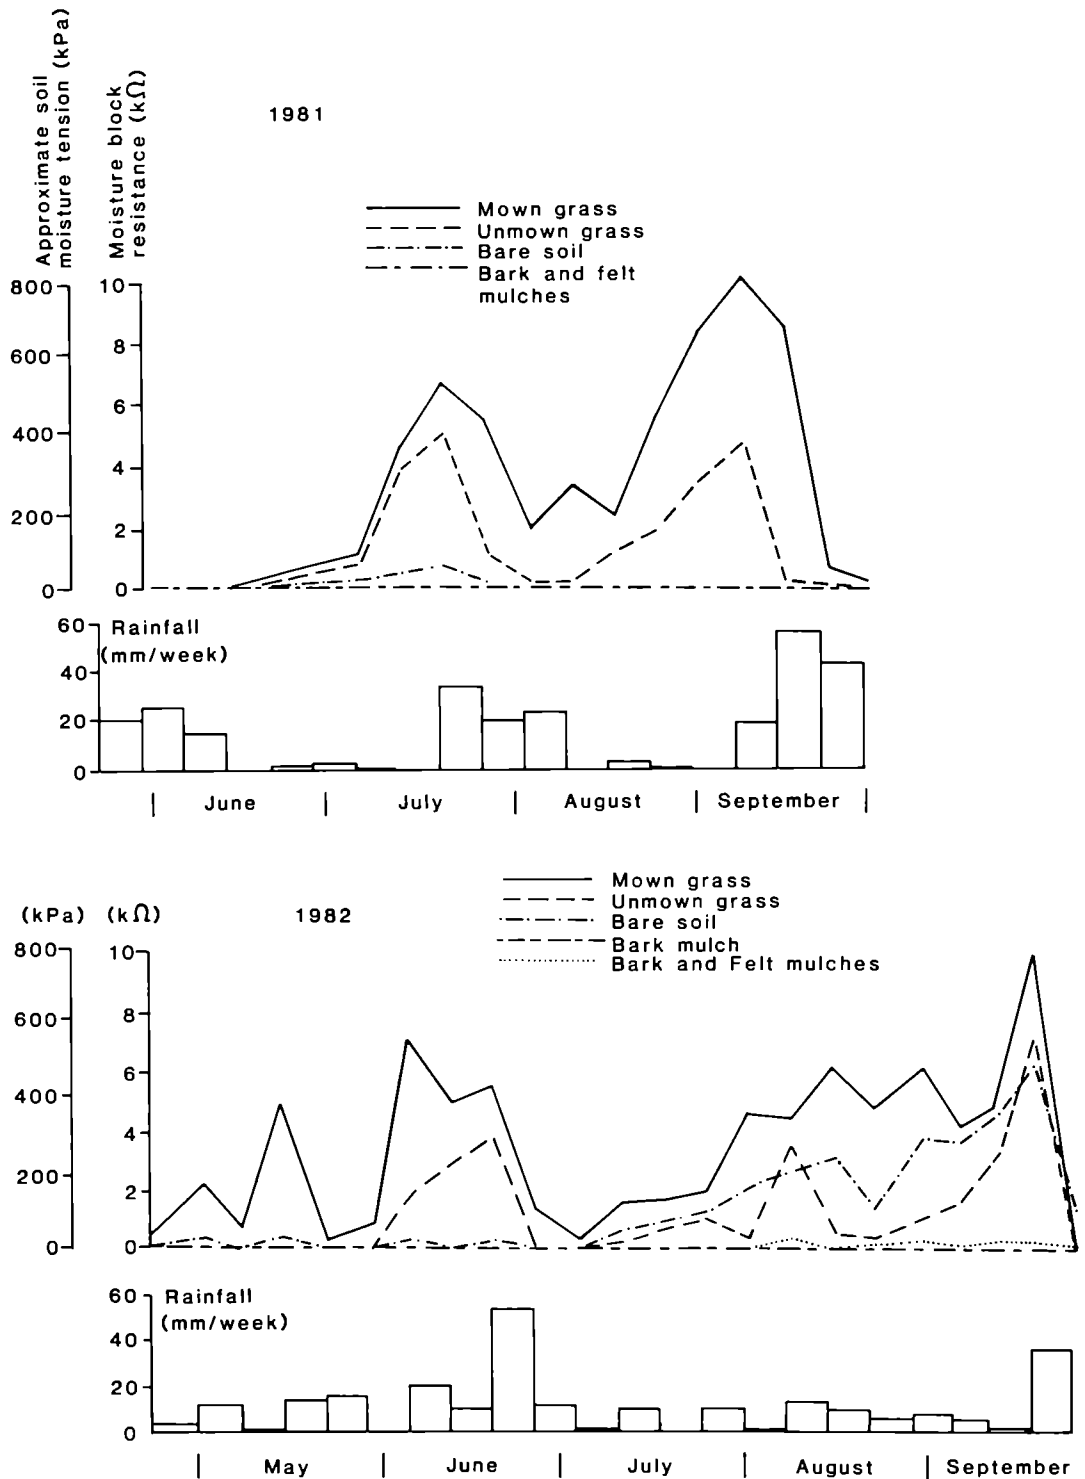 Approximate soil
moisture tension (kPa)
Moisture block
resistance (kΩ)
1981
Mown grass
Unmown grass
Bare soil
Bark and felt
mulches
800
600
400
200
0
10
8
6
4
2
0
60
40
20
0
Rainfall
(mm/week)
June
July
August
September
(kPa)
(kΩ)
1982
Mown grass
Unmown grass
Bare soil
Bark mulch
Bark and Felt mulches
800
600
400
200
0
10
8
6
4
2
0
60
40
20
0
Rainfall
(mm/week)
May
June
July
August
September